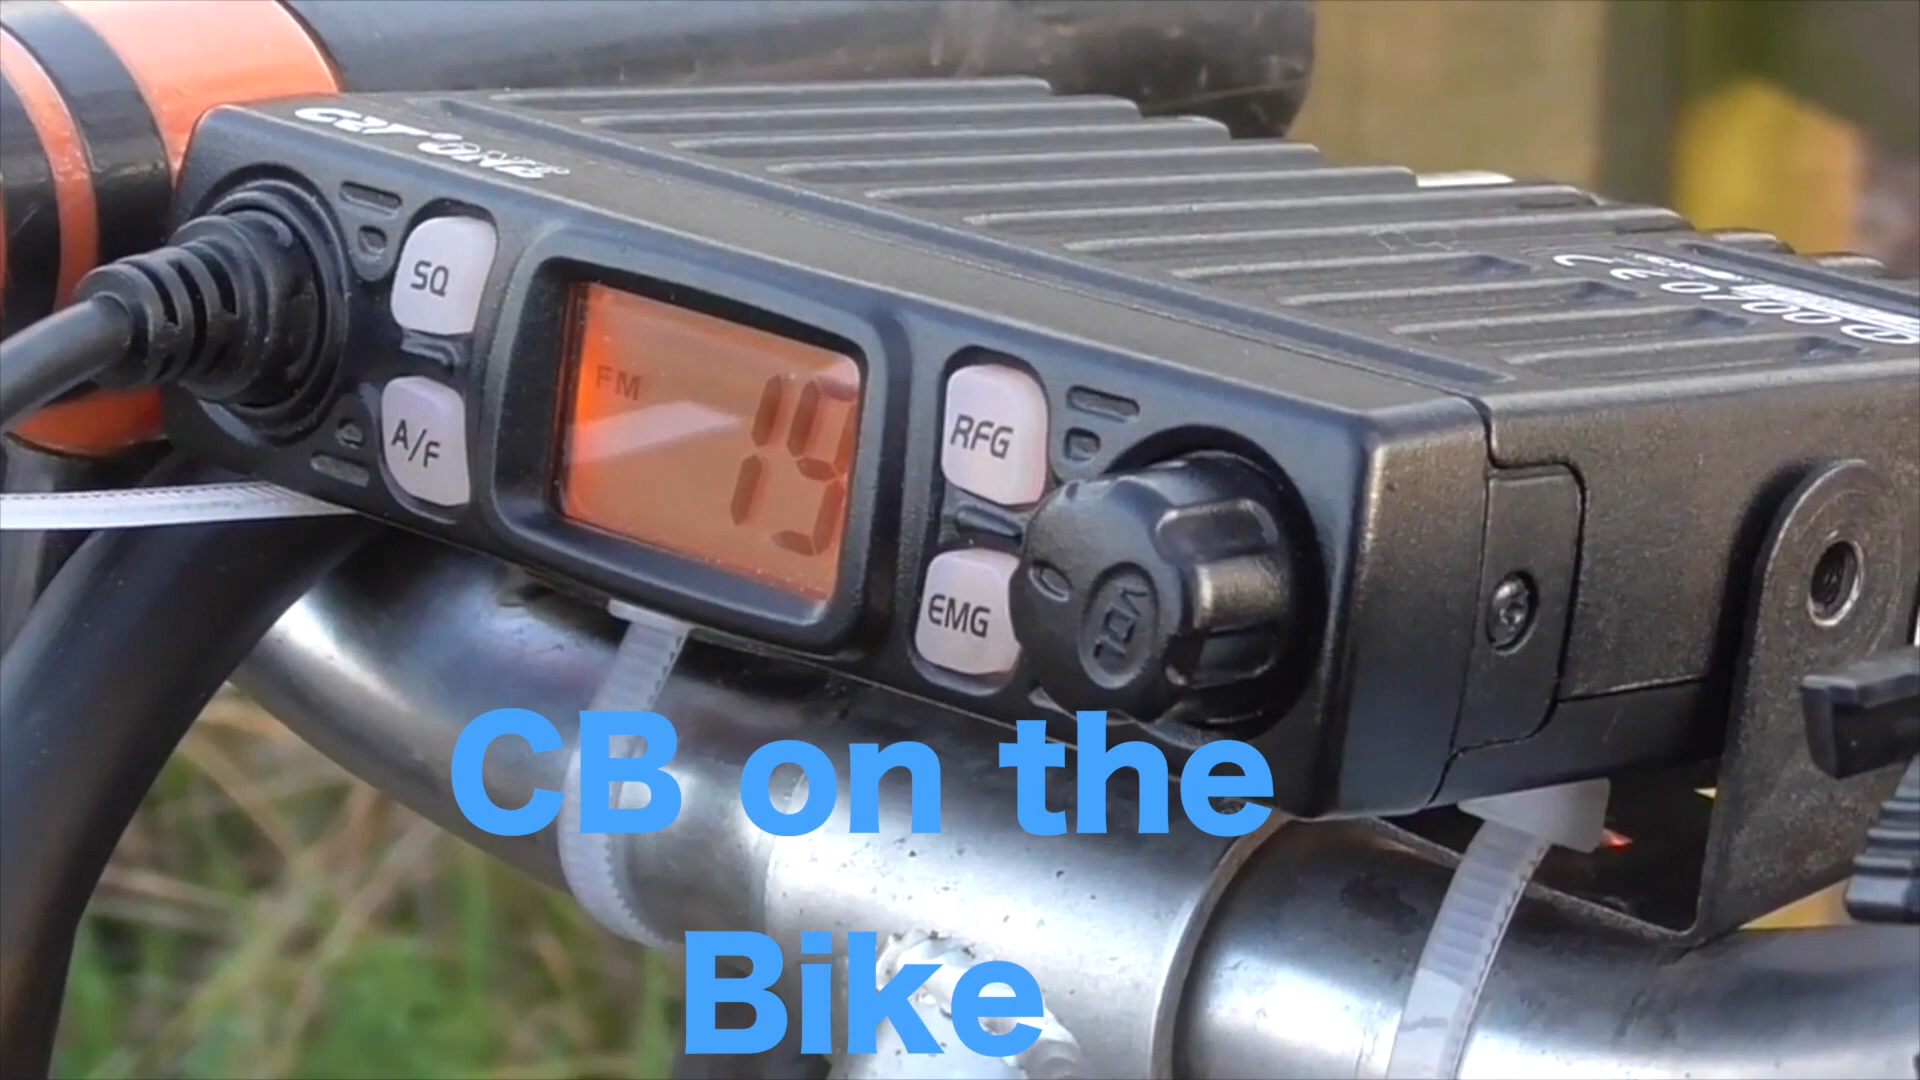 SQ
A/F
FM
19
RFG
EMG
VOL
CB on the
Bike